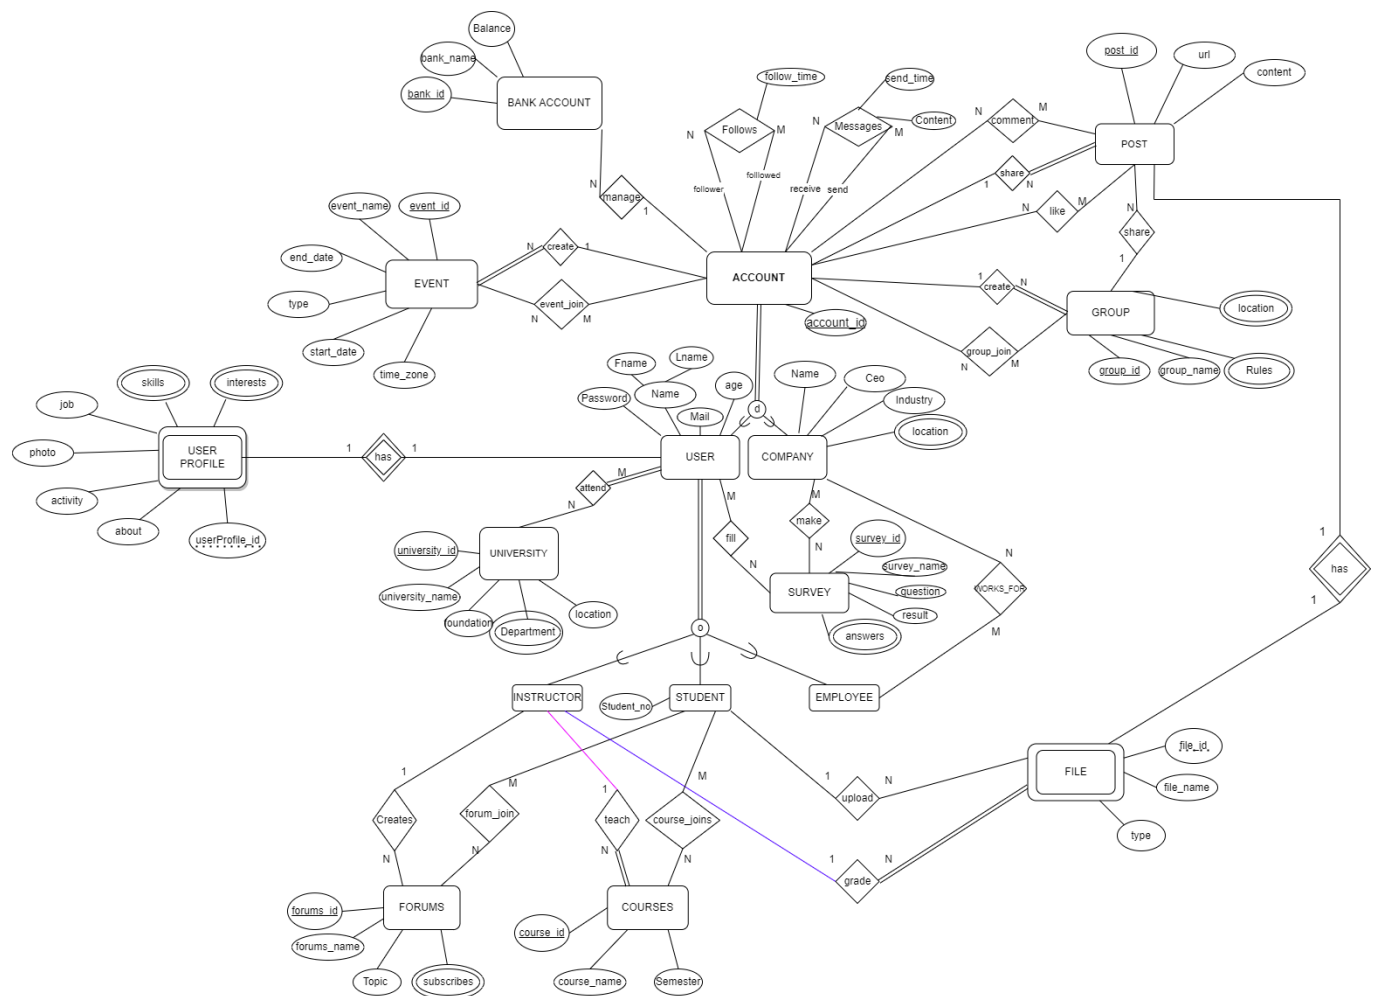 Balance
bank_name
bank_id
BANK ACCOUNT
N
manage
1
follow_time
N
Follows
M
follower
followed
send_time
Content
N
Messages
M
receive
send
post_id
url
content
POST
N
comment
M
share
1
N
N
like
M
N
share
1
event_name
event_id
end_date
type
start_date
time_zone
EVENT
N
create
1
event_join
N
M
ACCOUNT
account_id
1
create
N
group_join
N
M
GROUP
location
group_id
group_name
Rules
skills
interests
job
photo
activity
about
userProfile_id
USER
PROFILE
1
has
1
Fname
Lname
Name
Password
Mail
age
USER
d
Name
Ceo
Industry
location
COMPANY
M
attend
N
university_id
university_name
foundation
Department
location
UNIVERSITY
M
fill
N
M
make
N
survey_id
survey_name
question
result
answers
SURVEY
N
WORKS_FOR
M
1
has
1
o
INSTRUCTOR
Student_no
STUDENT
EMPLOYEE
FILE
file_id
file_name
type
1
Creates
N
M
forum_join
N
1
teach
N
M
course_joins
N
1
upload
N
1
grade
N
forums_id
forums_name
Topic
subscribes
FORUMS
course_id
course_name
Semester
COURSES